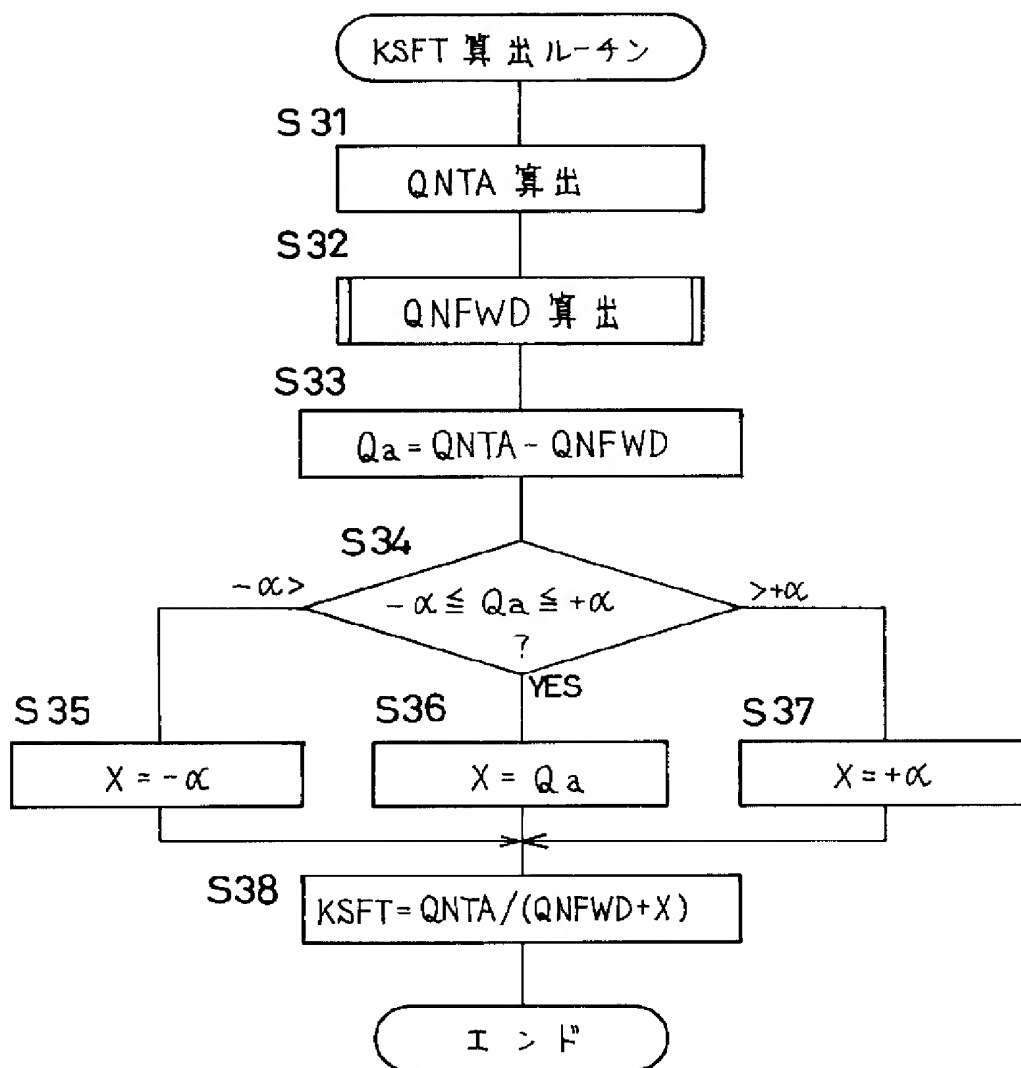 KSFT 算出ルーチン
S31
QNTA 算出
S32
QNFWD 算出
S33
Qa=QNTA-QNFWD
S34
-α>
-α≦Qa≦+α
>+α
?
YES
S35
S36
S37
X=-α
X=Qa
X=+α
S38
KSFT=QNTA/(QNFWD+X)
エンド